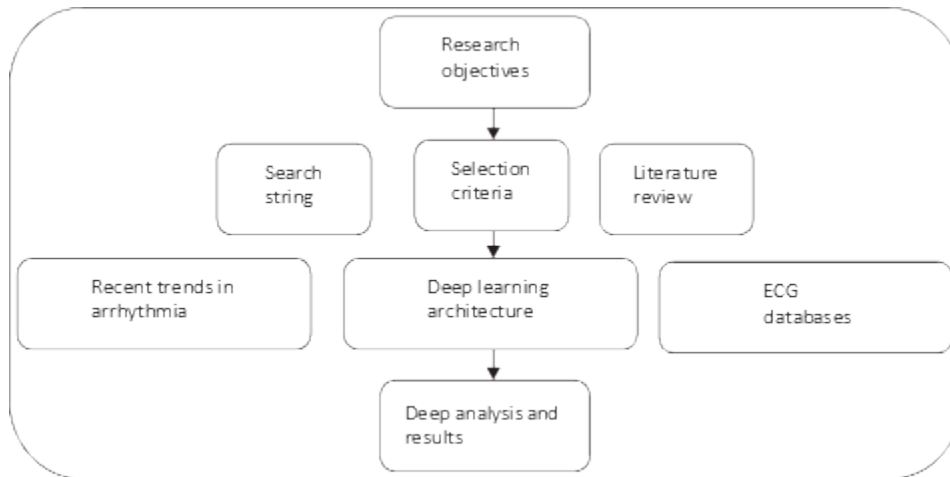 Research
objectives
Search
string
Selection
criteria
Literature
review
Recent trends in
arrhythmia
Deep learning
architecture
ECG
databases
Deep analysis and
results